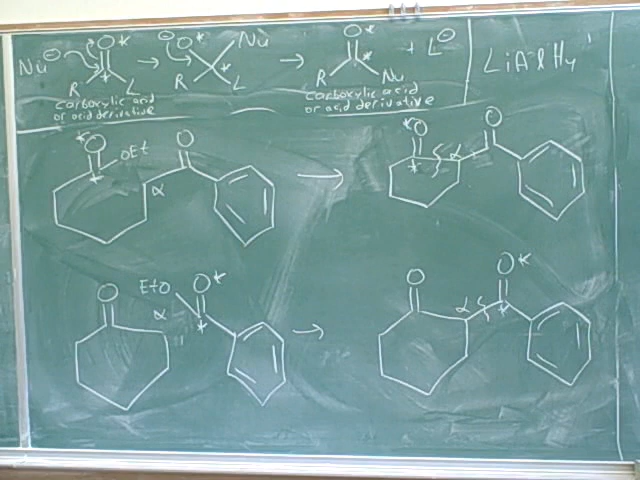 Nu⊖ O* * R L → ⊖O* Nu * R L → O* * R Nu + L⊖ LiAlH4
carboxylic acid
or acid derivative
carboxylic acid
or acid derivative
*O * OEt O α → *O * α O
O EtO O* α * → O α O* *